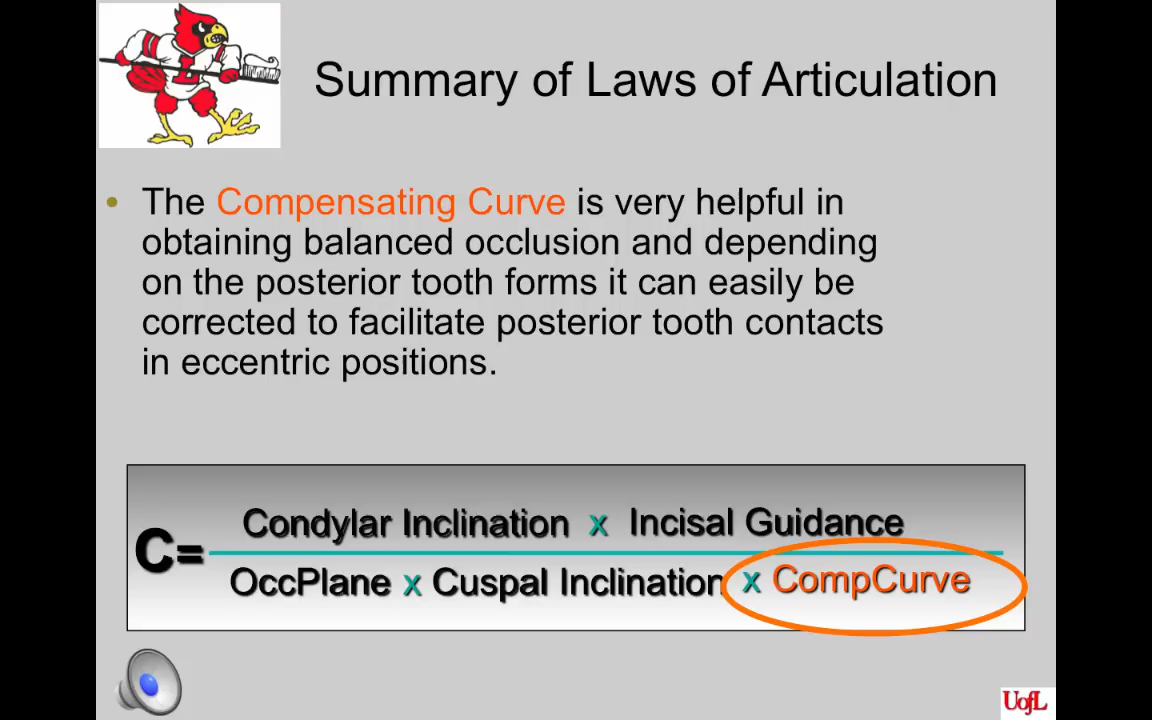 Summary of Laws of Articulation
• The Compensating Curve is very helpful in
obtaining balanced occlusion and depending
on the posterior tooth forms it can easily be
corrected to facilitate posterior tooth contacts
in eccentric positions.
Condylar Inclination x Incisal Guidance
C=
OccPlane x Cuspal Inclination x CompCurve
UofL